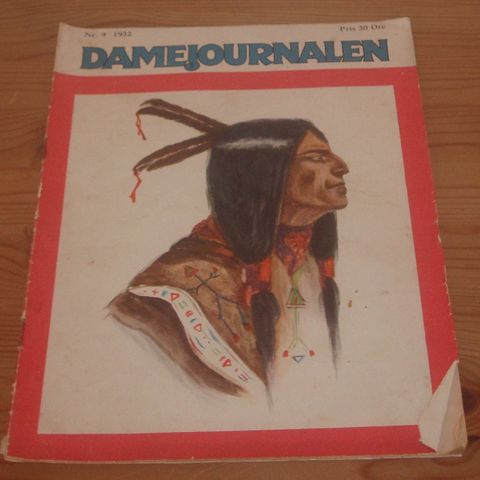 Nr. 9 1932 Pris 30 Øre
DAMEJOURNALEN